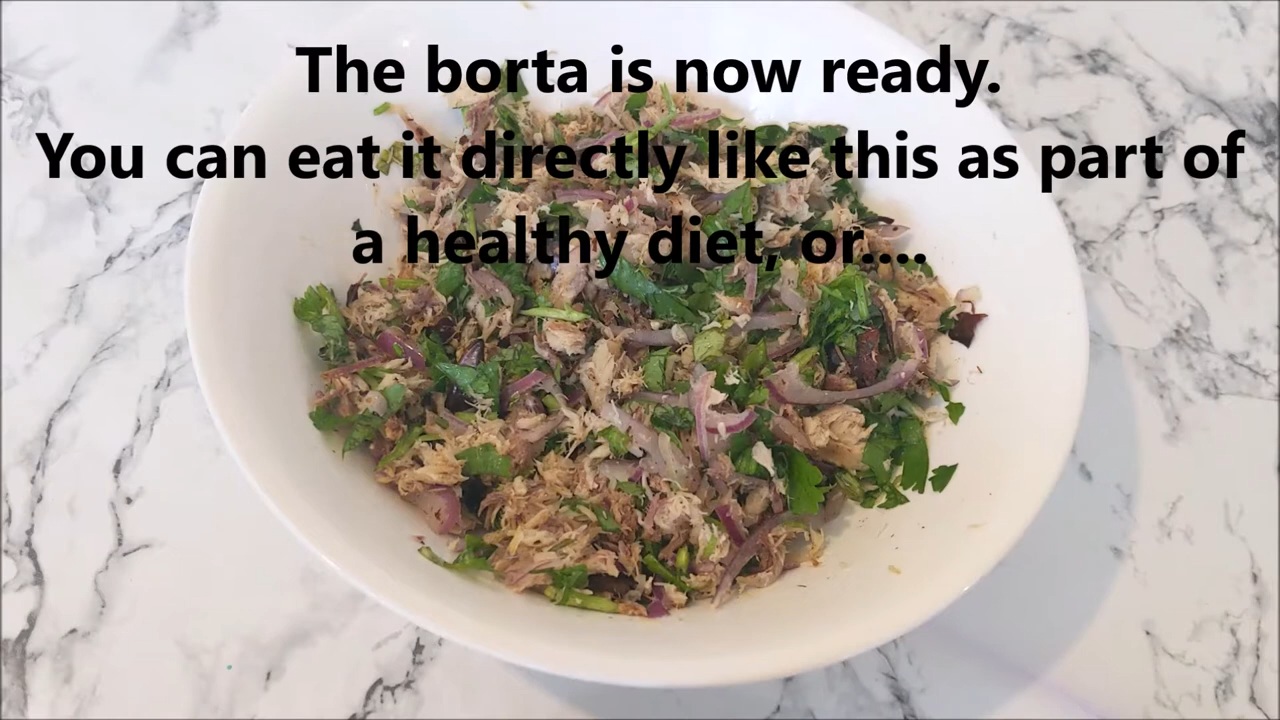 The borta is now ready.
You can eat it directly like this as part of
a healthy diet, or....